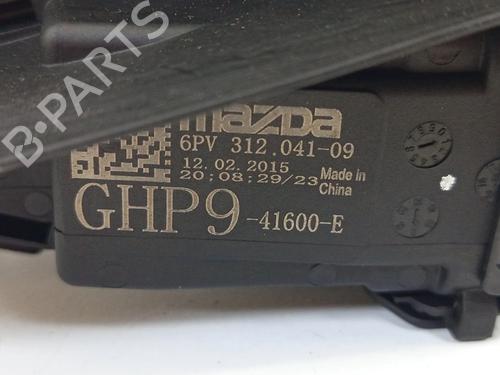 mazda
6PV 312.041-09
12.02.2015
20:08:29/23
Made in
China
GHP9 -41600-E
B-PARTS